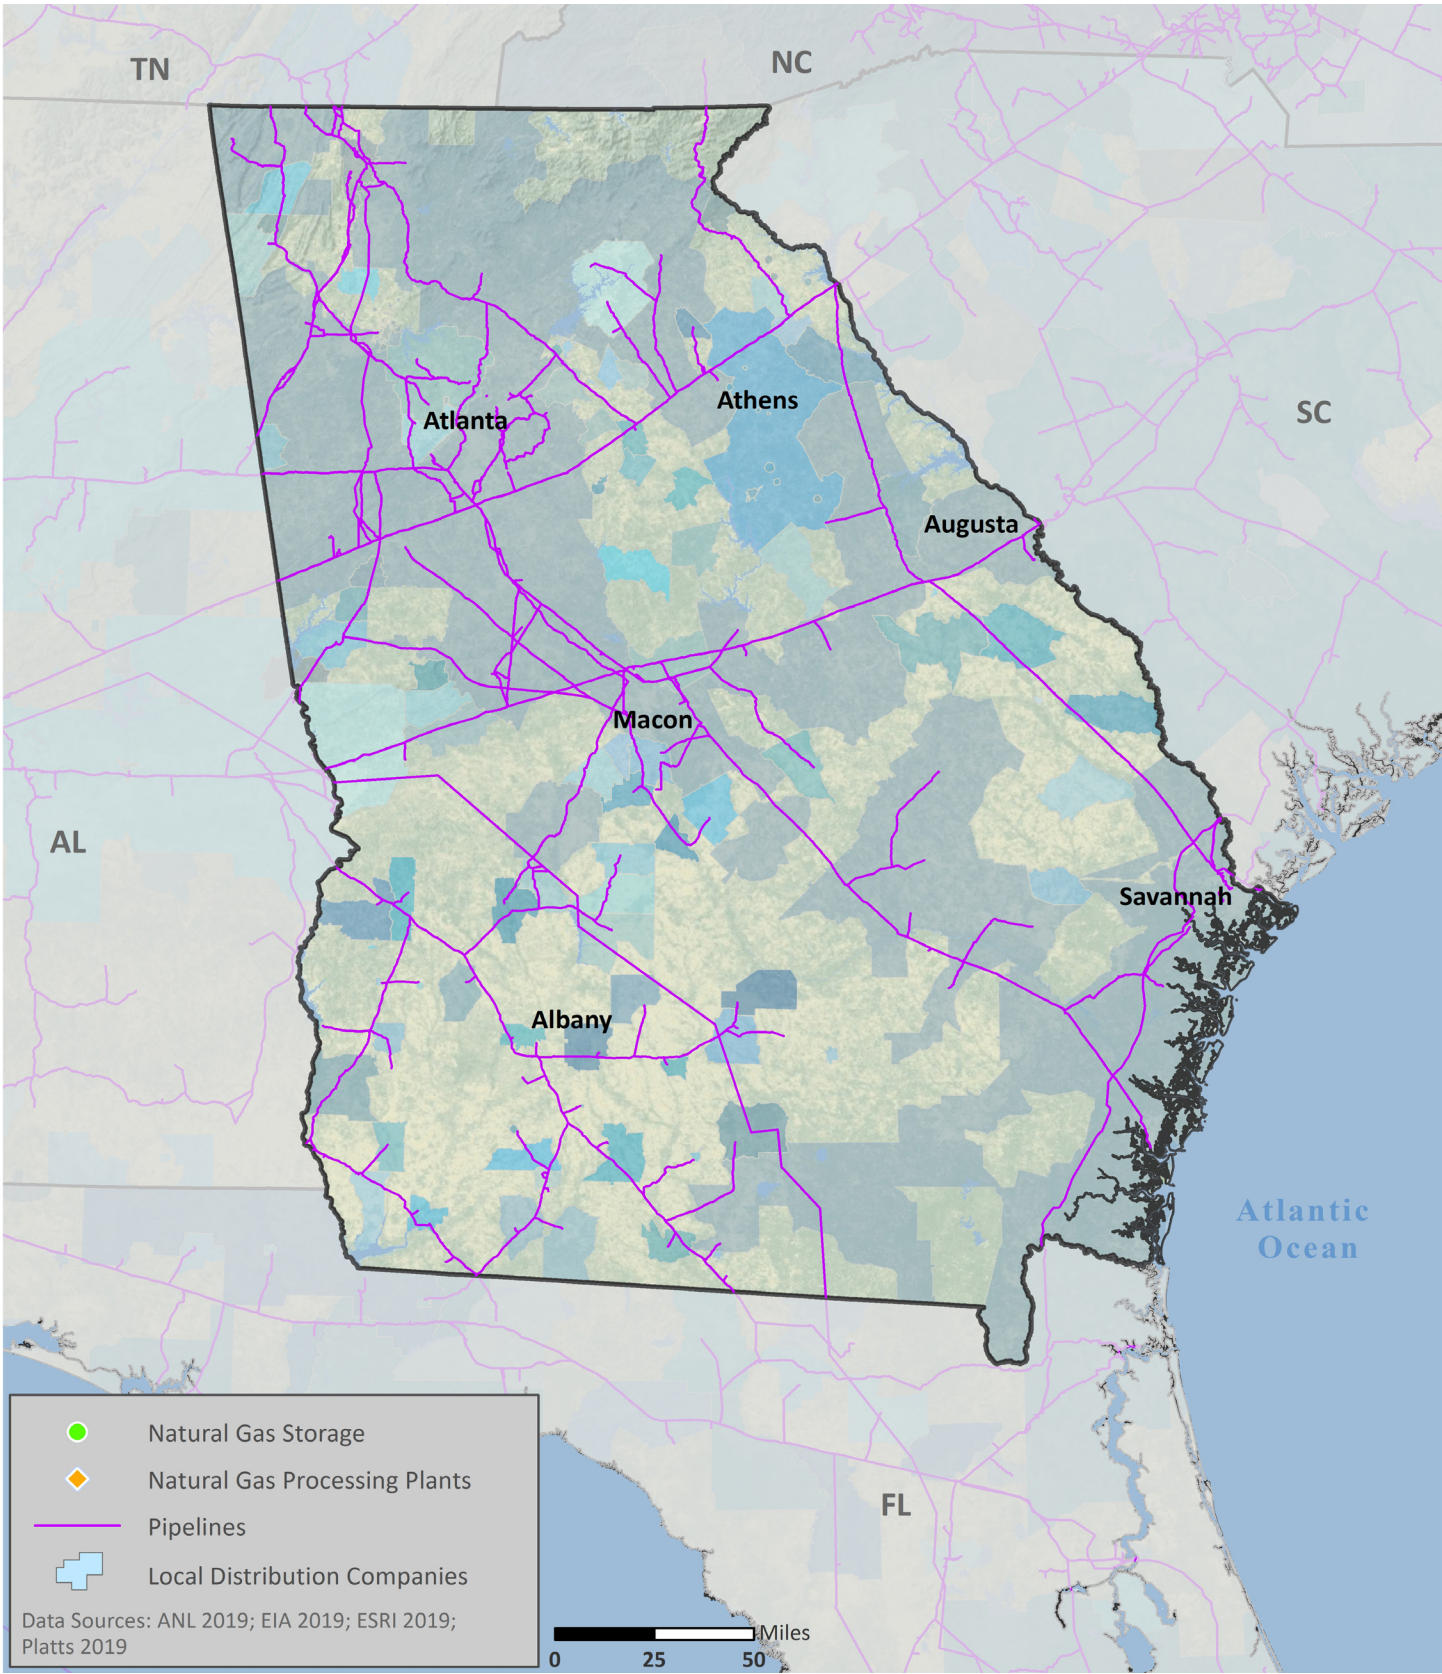 TN
NC
Athens
SC
Atlanta
Augusta
Macon
AL
Savannah
Albany
Atlantic
Ocean
Natural Gas Storage
Natural Gas Processing Plants
Pipelines
Local Distribution Companies
Data Sources: ANL 2019; EIA 2019; ESRI 2019;
Platts 2019
FL
Miles
0 25 50